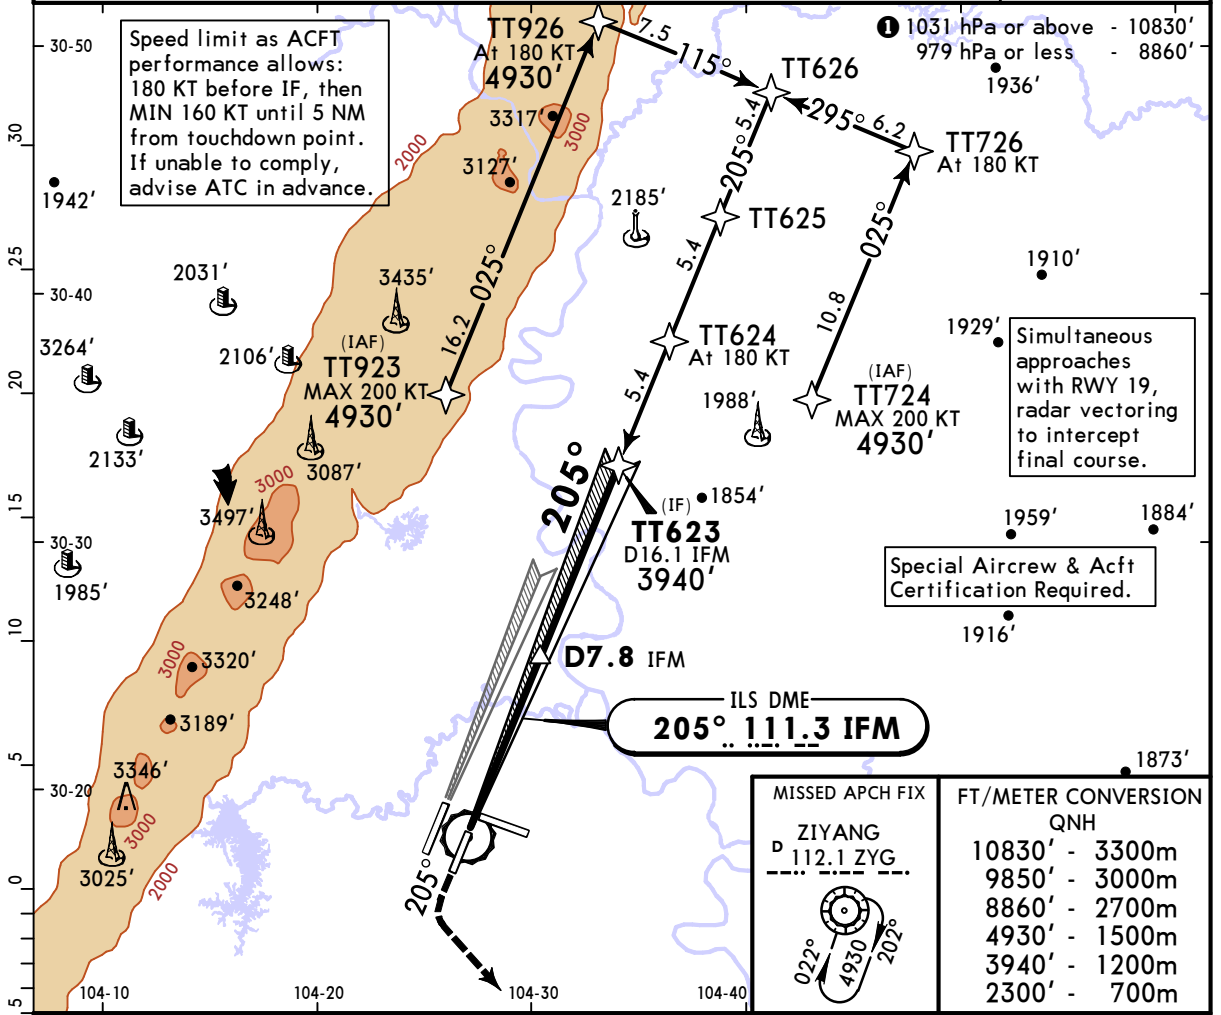 TT926
At 180 KT
4930'
❶ 1031 hPa or above - 10830'
979 hPa or less - 8860'
Speed limit as ACFT
performance allows:
180 KT before IF, then
MIN 160 KT until 5 NM
from touchdown point.
If unable to comply,
advise ATC in advance.
30-50
7.5
115°
TT626
1936'
3317'
3000
5.4
295°
6.2
TT726
At 180 KT
30
2000
3127'
205°
1942'
2185'
TT625
025°
5.4
025°
25
2031'
3435'
1910'
30-40
16.2
10.8
1929'
3264'
2106'
(IAF)
TT923
MAX 200 KT
4930'
TT624
At 180 KT
Simultaneous
approaches
with RWY 19,
radar vectoring
to intercept
final course.
20
5.4
1988'
(IAF)
TT724
MAX 200 KT
4930'
2133'
3087'
3000
205°
15
3497'
1854'
(IF)
TT623
D16.1 IFM
3940'
1959'
1884'
30-30
1985'
3248'
Special Aircrew & Acft
Certification Required.
1916'
10
3000
3320'
D7.8 IFM
3189'
ILS DME
205° 111.3 IFM
5
3346'
1873'
30-20
3000
3025'
2000
0
205°
MISSED APCH FIX
ZIYANG
D 112.1 ZYG
022°
4930
202°
FT/METER CONVERSION
QNH
10830' - 3300m
9850' - 3000m
8860' - 2700m
4930' - 1500m
3940' - 1200m
2300' - 700m
5
104-10
104-20
104-30
104-40